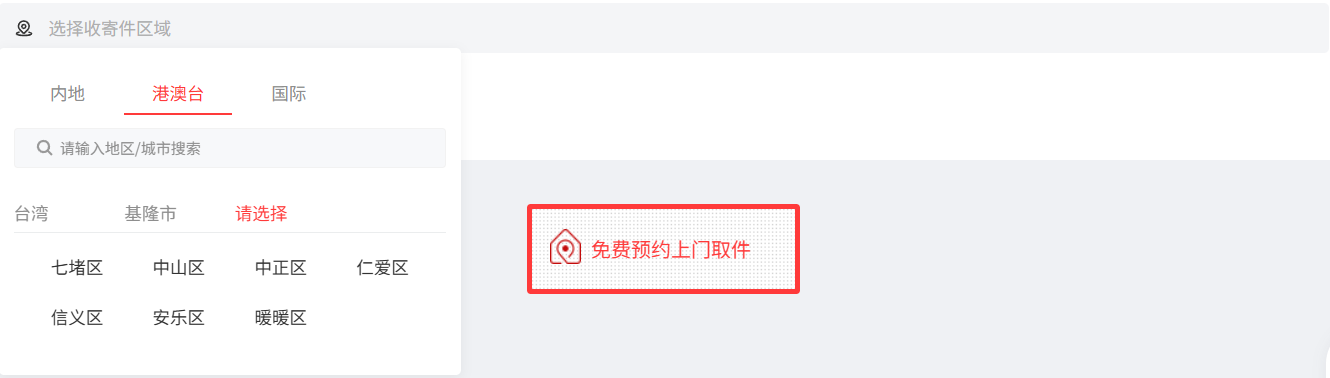 选择收寄件区域
内地 港澳台 国际
请输入地区/城市搜索
台湾 基隆市 请选择
免费预约上门取件
七堵区 中山区 中正区 仁爱区
信义区 安乐区 暖暖区